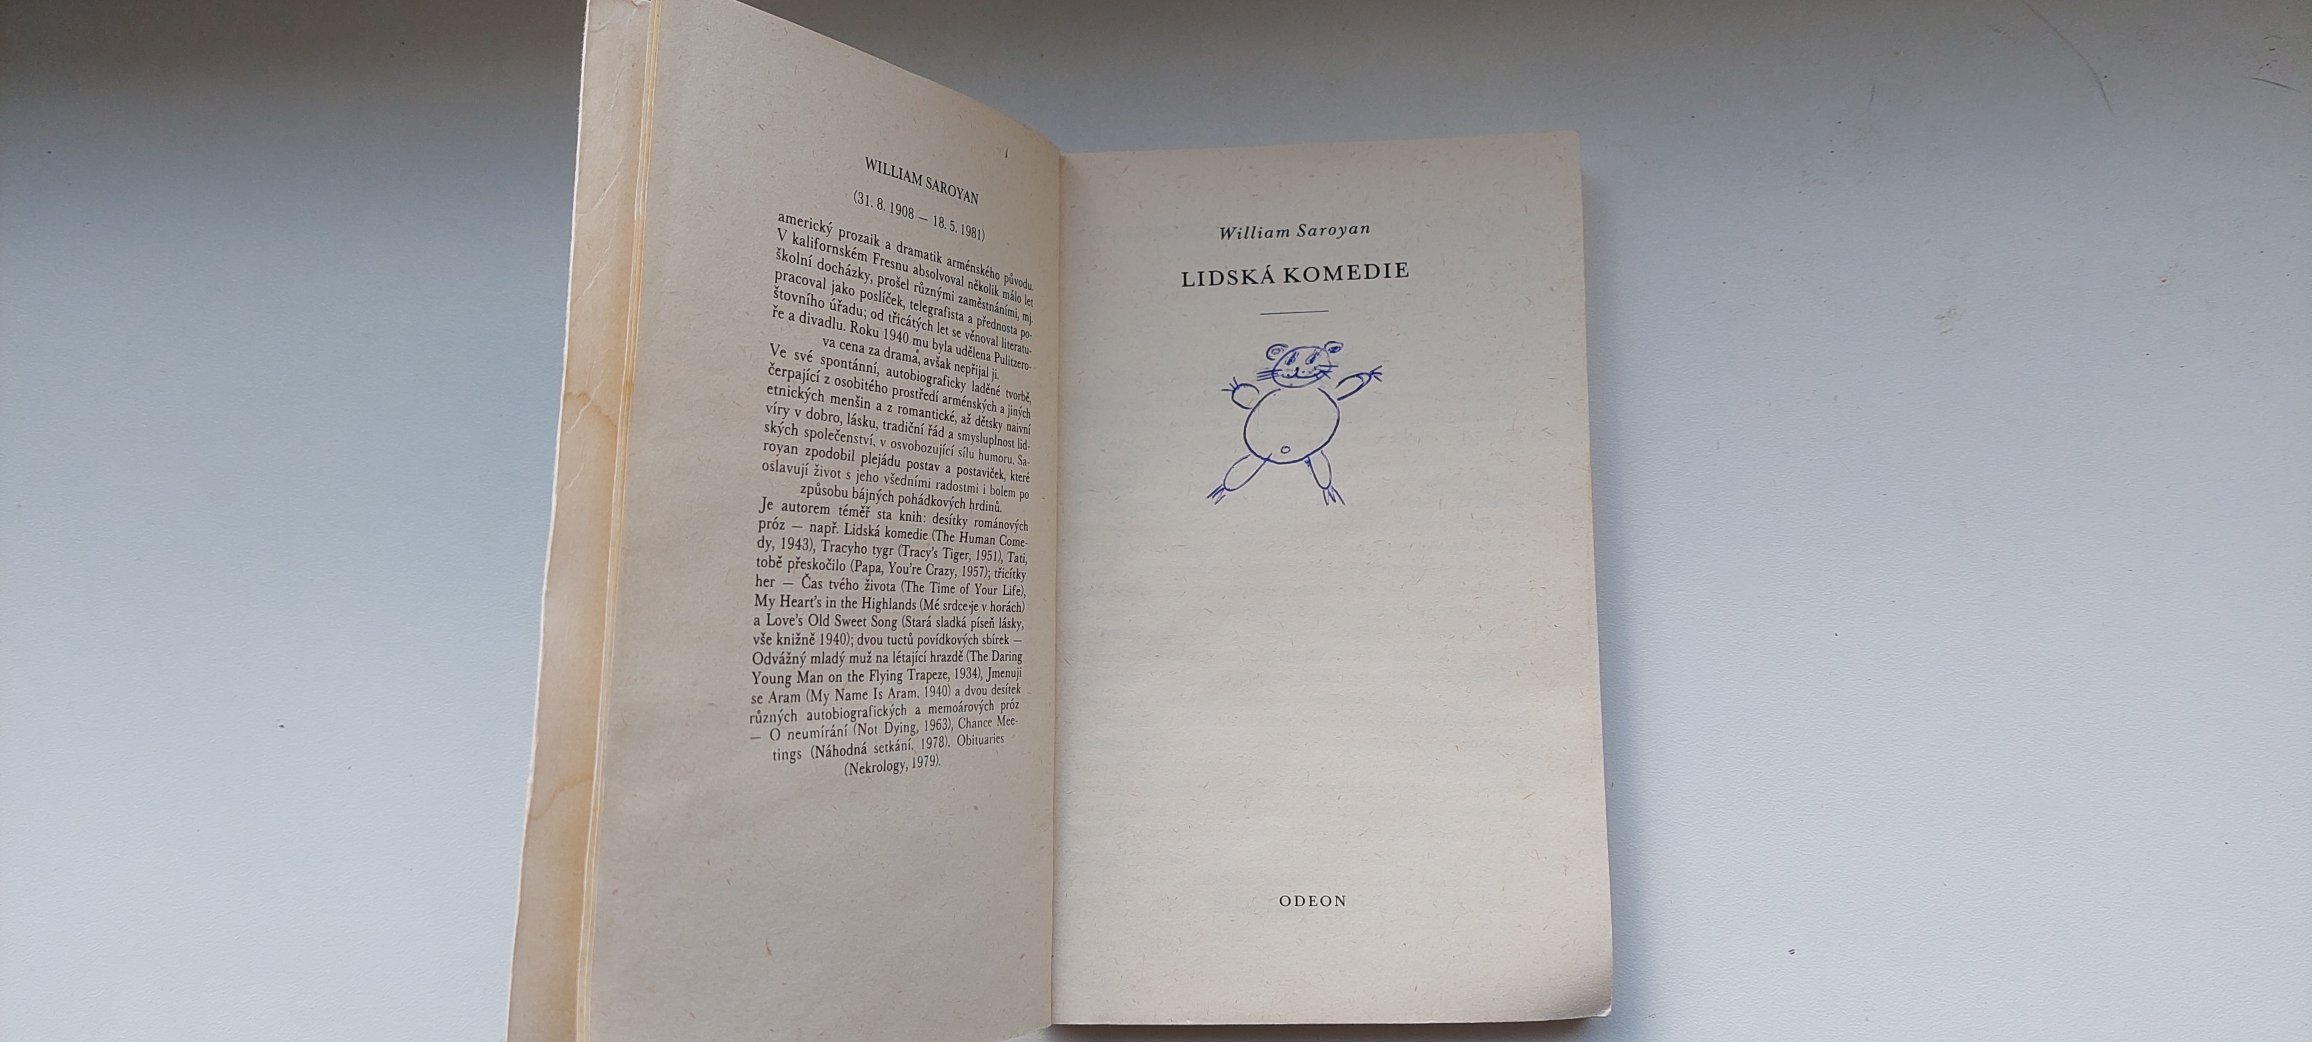 WILLIAM SAROYAN
(31. 8. 1908 — 18. 5. 1981)
americký prozaik a dramatik arménského původu.
V kalifornském Fresnu absolvoval několik málo let
školní docházky, prošel různými zaměstnáními, mj.
pracoval jako poslíček, telegrafista a přednosta po-
štovního úřadu; od třicátých let se věnoval literatu-
ře a divadlu. Roku 1940 mu byla udělena Pulitzero-
va cena za drama, avšak nepřijal ji.
Ve své spontánní, autobiograficky laděné tvorbě,
čerpající z osobitého prostředí arménských a jiných
etnických menšin a z romantické, až dětsky naivní
víry v dobro, lásku, tradiční řád a smysluplnost lid-
ských společenství, v osvobozující sílu humoru, Sa-
royan zpodobil plejádu postav a postaviček, které
oslavují život s jeho všedními radostmi i bolem po
způsobu bájných pohádkových hrdinů.
Je autorem téměř sta knih: desítky románových
próz — např. Lidská komedie (The Human Come-
dy, 1943), Tracyho tygr (Tracy's Tiger, 1951), Tati,
tobě přeskočilo (Papa, You're Crazy, 1957); třicítky
her — Čas tvého života (The Time of Your Life),
My Heart's in the Highlands (Mé srdce je v horách)
a Love's Old Sweet Song (Stará sladká píseň lásky,
vše knižně 1940); dvou tuctů povídkových sbírek —
Odvážný mladý muž na létající hrazdě (The Daring
Young Man on the Flying Trapeze, 1934), Jmenuji
se Aram (My Name Is Aram, 1940) a dvou desítek
různých autobiografických a memoárových próz
— O neumírání (Not Dying, 1963), Chance Mee-
tings (Náhodná setkání, 1978), Obituaries
(Nekrology, 1979).
William Saroyan
LIDSKÁ KOMEDIE
ODEON